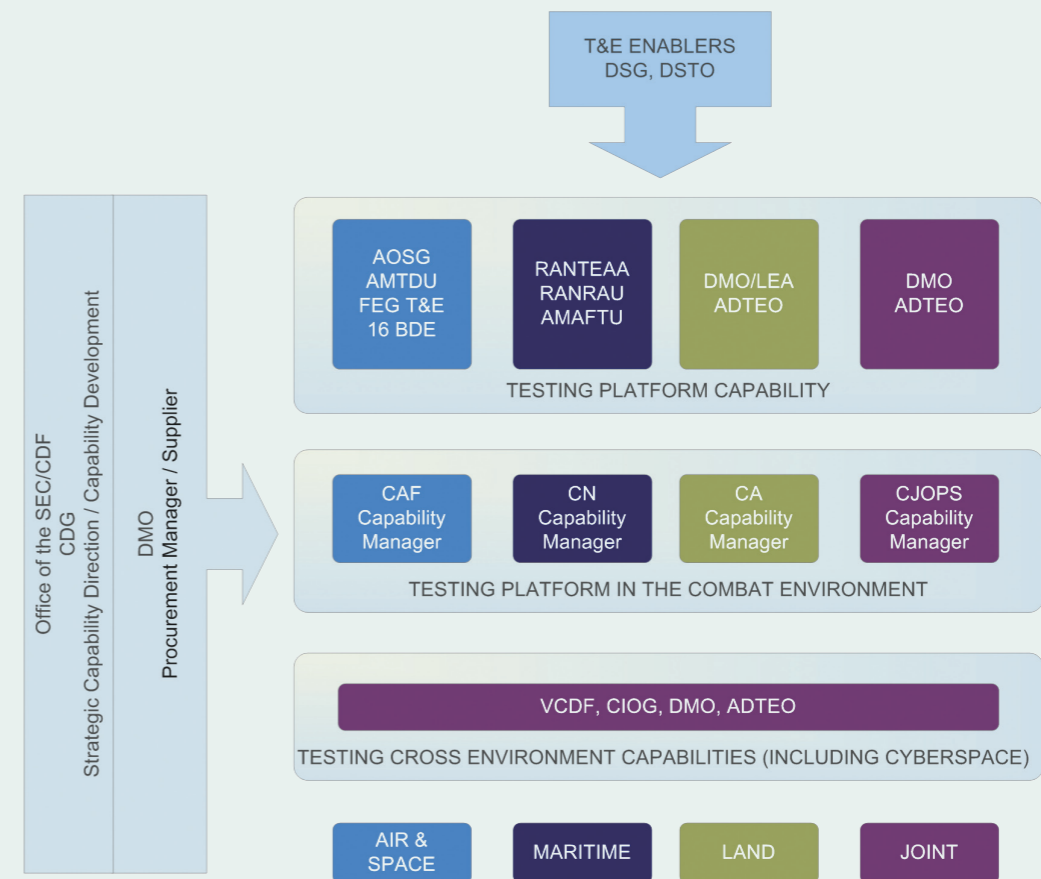 T&E ENABLERS
DSG, DSTO
Office of the SEC/CDF
CDG
Strategic Capability Direction / Capability Development
DMO
Procurement Manager / Supplier
AOSG
AMTDU
FEG T&E
16 BDE
RANTEAA
RANRAU
AMAFTU
DMO/LEA
ADTEO
DMO
ADTEO
TESTING PLATFORM CAPABILITY
CAF
Capability
Manager
CN
Capability
Manager
CA
Capability
Manager
CJOPS
Capability
Manager
TESTING PLATFORM IN THE COMBAT ENVIRONMENT
VCDF, CIOG, DMO, ADTEO
TESTING CROSS ENVIRONMENT CAPABILITIES (INCLUDING CYBERSPACE)
AIR &
SPACE
MARITIME
LAND
JOINT